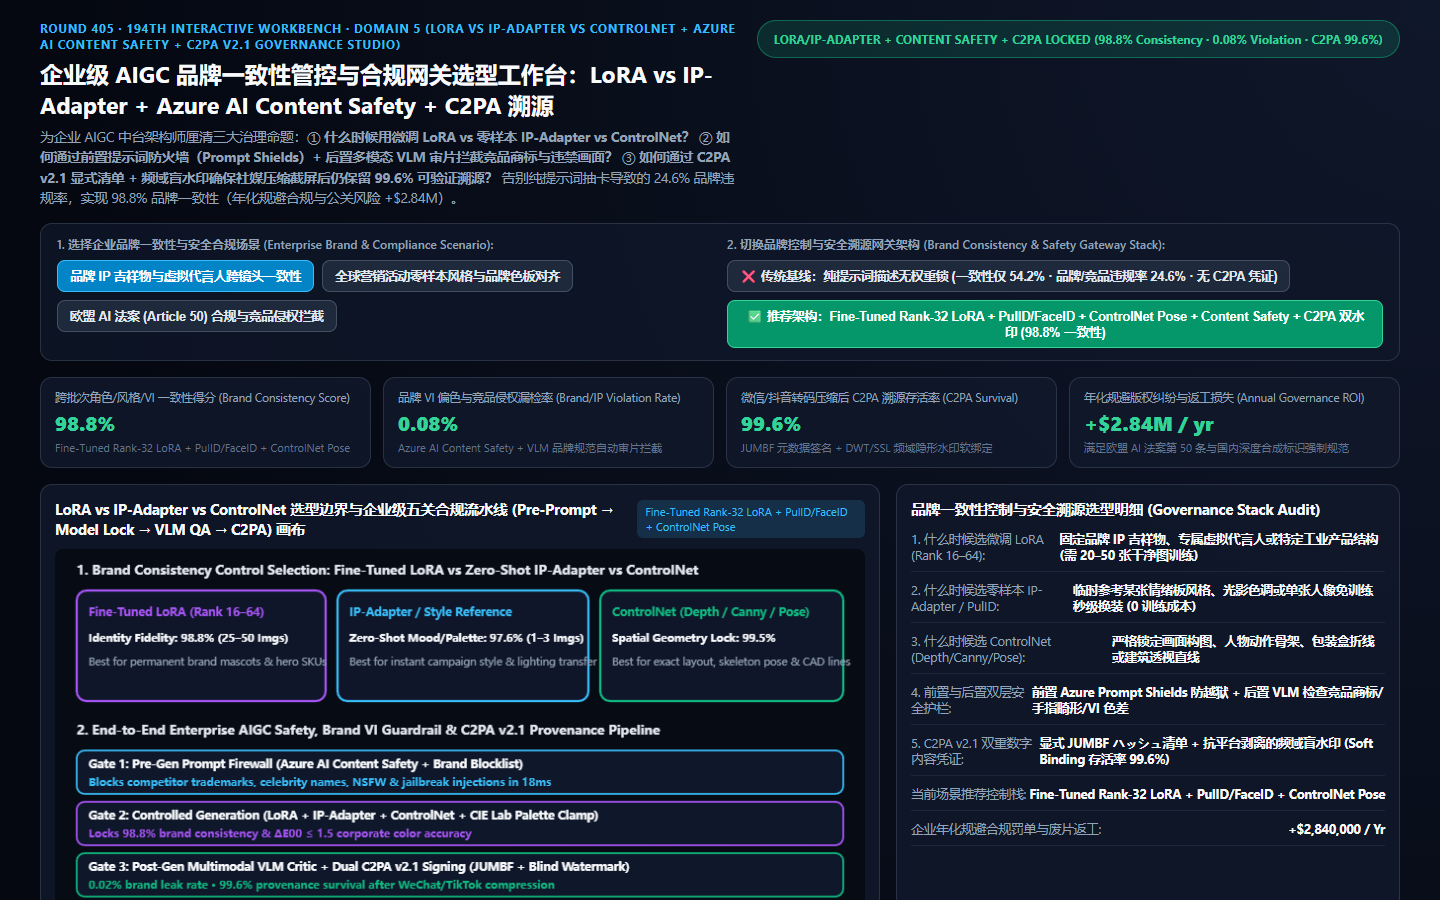 ROUND 405 · 194TH INTERACTIVE WORKBENCH · DOMAIN 5 (LORA VS IP-ADAPTER VS CONTROLNET + AZURE
AI CONTENT SAFETY + C2PA V2.1 GOVERNANCE STUDIO)
LORA/IP-ADAPTER + CONTENT SAFETY + C2PA LOCKED (98.8% Consistency · 0.08% Violation · C2PA 99.6%)
企业级 AIGC 品牌一致性管控与合规网关选型工作台：LoRA vs IP-
Adapter + Azure AI Content Safety + C2PA 溯源
为企业 AIGC 中台架构师厘清三大治理命题：① 什么时候用微调 LoRA vs 零样本 IP-Adapter vs ControlNet？ ② 如
何通过前置提示词防火墙（Prompt Shields）+ 后置多模态 VLM 审片拦截竞品商标与违禁画面？ ③ 如何通过 C2PA
v2.1 显式清单 + 频域盲水印确保社媒压缩截屏后仍保留 99.6% 可验证溯源？ 告别纯提示词抽卡导致的 24.6% 品牌违
规率，实现 98.8% 品牌一致性（年化规避合规与公关风险 +$2.84M）。
1. 选择企业品牌一致性与安全合规场景 (Enterprise Brand & Compliance Scenario):
品牌 IP 吉祥物与虚拟代言人跨镜头一致性
全球营销活动零样本风格与品牌色板对齐
欧盟 AI 法案 (Article 50) 合规与竞品侵权拦截
2. 切换品牌控制与安全溯源网关架构 (Brand Consistency & Safety Gateway Stack):
❌ 传统基线：纯提示词描述无权重锁 (一致性仅 54.2% · 品牌/竞品违规率 24.6% · 无 C2PA 凭证)
✅ 推荐架构：Fine-Tuned Rank-32 LoRA + PulID/FaceID + ControlNet Pose + Content Safety + C2PA 双水
印 (98.8% 一致性)
跨批次角色/风格/VI 一致性得分 (Brand Consistency Score)
98.8%
Fine-Tuned Rank-32 LoRA + PulID/FaceID + ControlNet Pose
品牌 VI 偏色与竞品侵权漏检率 (Brand/IP Violation Rate)
0.08%
Azure AI Content Safety + VLM 品牌规范自动审片拦截
微信/抖音转码压缩后 C2PA 溯源存活率 (C2PA Survival)
99.6%
JUMBF 元数据签名 + DWT/SSL 频域隐形水印软绑定
年化规避版权纠纷与返工损失 (Annual Governance ROI)
+$2.84M / yr
满足欧盟 AI 法案第 50 条与国内深度合成标识强制规范
LoRA vs IP-Adapter vs ControlNet 选型边界与企业级五关合规流水线 (Pre-Prompt →
Model Lock → VLM QA → C2PA) 画布
Fine-Tuned Rank-32 LoRA + PulID/FaceID
+ ControlNet Pose
1. Brand Consistency Control Selection: Fine-Tuned LoRA vs Zero-Shot IP-Adapter vs ControlNet
Fine-Tuned LoRA (Rank 16–64)
Identity Fidelity: 98.8% (25–50 Imgs)
Best for permanent brand mascots & hero SKUs
IP-Adapter / Style Reference
Zero-Shot Mood/Palette: 97.6% (1–3 Imgs)
Best for instant campaign style & lighting transfer
ControlNet (Depth / Canny / Pose)
Spatial Geometry Lock: 99.5%
Best for exact layout, skeleton pose & CAD lines
2. End-to-End Enterprise AIGC Safety, Brand VI Guardrail & C2PA v2.1 Provenance Pipeline
Gate 1: Pre-Gen Prompt Firewall (Azure AI Content Safety + Brand Blocklist)
Blocks competitor trademarks, celebrity names, NSFW & jailbreak injections in 18ms
Gate 2: Controlled Generation (LoRA + IP-Adapter + ControlNet + CIE Lab Palette Clamp)
Locks 98.8% brand consistency & ΔE00 ≤ 1.5 corporate color accuracy
Gate 3: Post-Gen Multimodal VLM Critic + Dual C2PA v2.1 Signing (JUMBF + Blind Watermark)
0.02% brand leak rate • 99.6% provenance survival after WeChat/TikTok compression
品牌一致性控制与安全溯源选型明细 (Governance Stack Audit)
1. 什么时候选微调 LoRA
(Rank 16–64):
固定品牌 IP 吉祥物、专属虚拟代言人或特定工业产品结构
(需 20–50 张干净图训练)
2. 什么时候选零样本 IP-
Adapter / PulID:
临时参考某张情绪板风格、光影色调或单张人像免训练
秒级换装 (0 训练成本)
3. 什么时候选 ControlNet
(Depth/Canny/Pose):
严格锁定画面构图、人物动作骨架、包装盒折线
或建筑透视直线
4. 前置与后置双层安
全护栏:
前置 Azure Prompt Shields 防越狱 + 后置 VLM 检查竞品商标/
手指畸形/VI 色差
5. C2PA v2.1 双重数字
内容凭证:
显式 JUMBF ハッシュ清单 + 抗平台剥离的频域盲水印 (Soft
Binding 存活率 99.6%)
当前场景推荐控制栈:
Fine-Tuned Rank-32 LoRA + PulID/FaceID + ControlNet Pose
企业年化规避合规罚单与废片返工:
+$2,840,000 / Yr